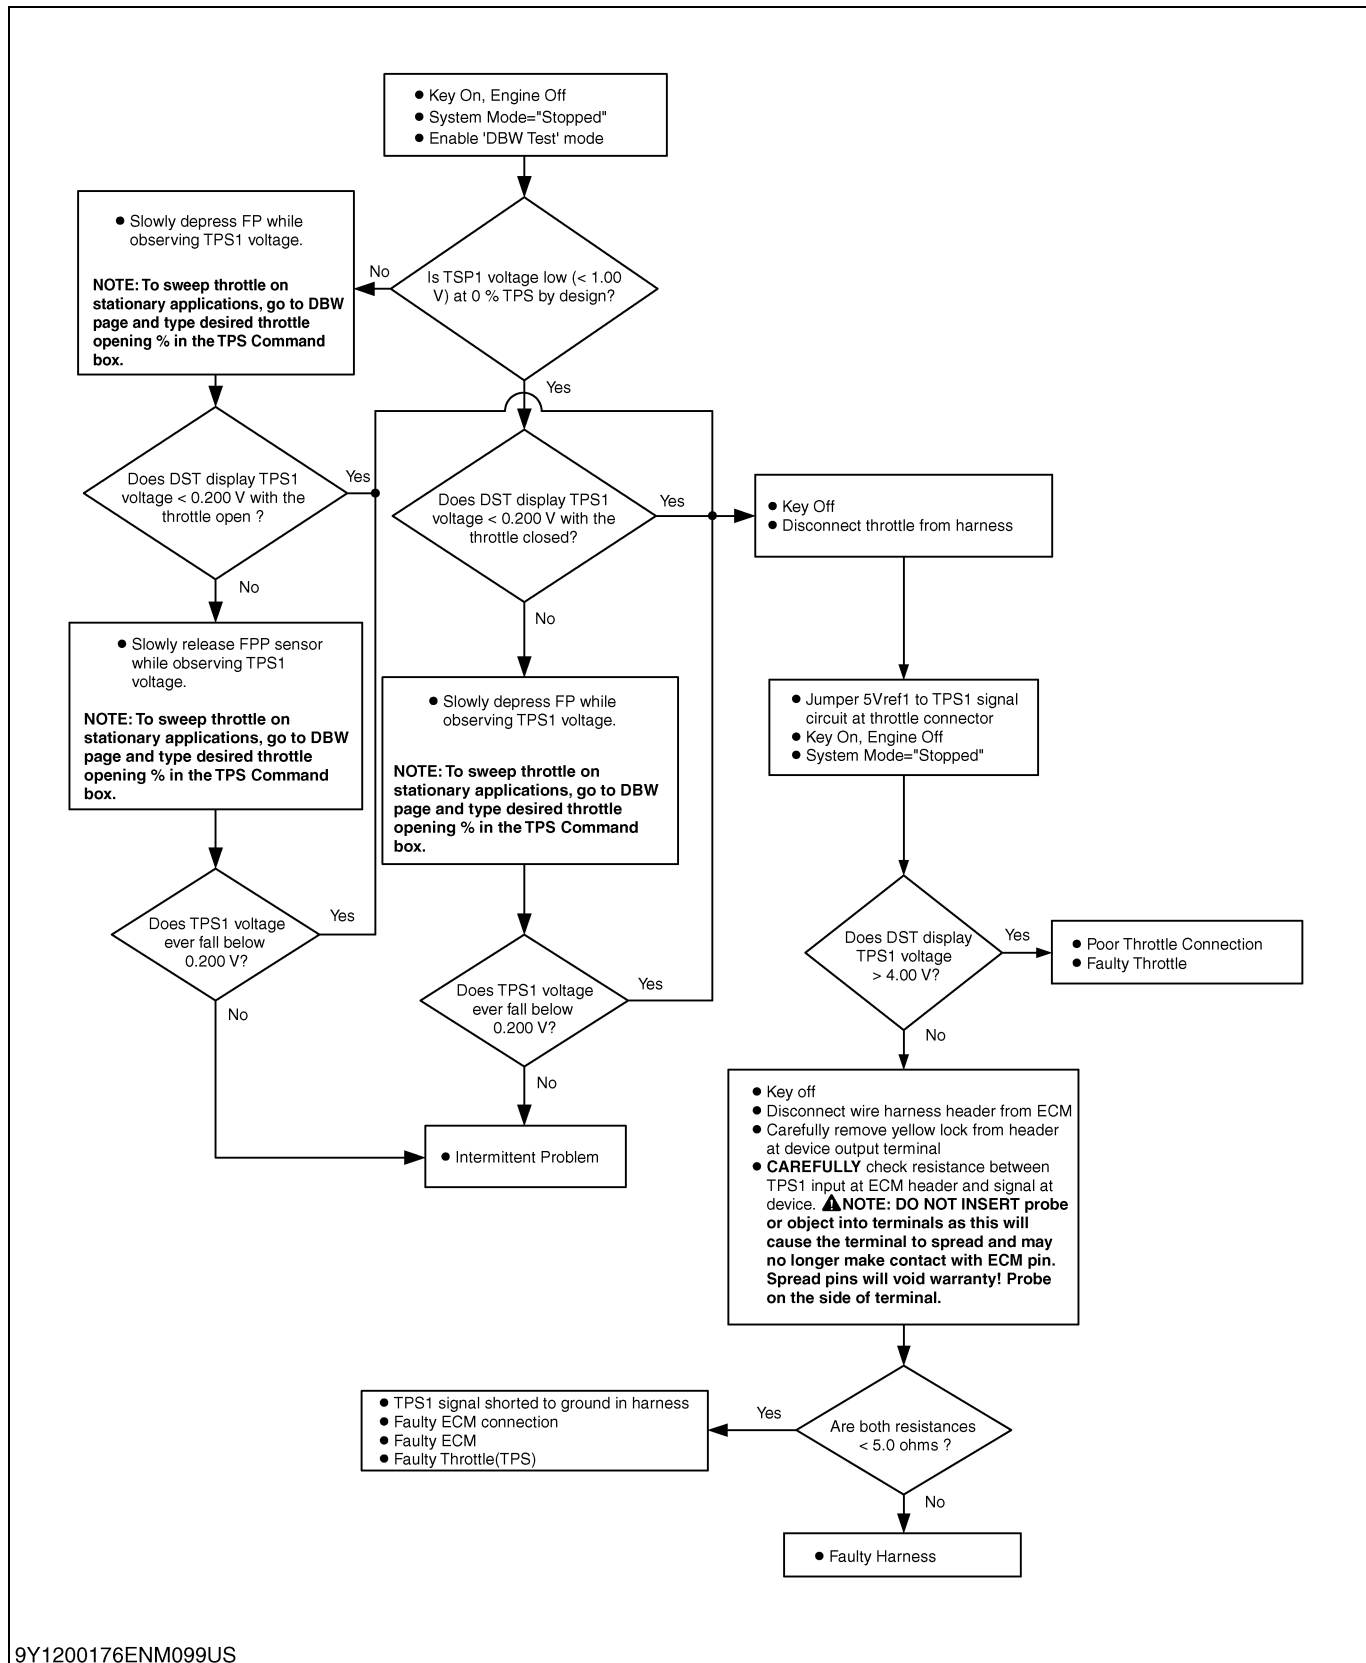 ● Key On, Engine Off
● System Mode="Stopped"
● Enable 'DBW Test' mode
● Slowly depress FP while
observing TPS1 voltage.
NOTE: To sweep throttle on
stationary applications, go to DBW
page and type desired throttle
opening % in the TPS Command
box.
No
Is TSP1 voltage low (< 1.00
V) at 0 % TPS by design?
Yes
Does DST display TPS1
voltage < 0.200 V with the
throttle open ?
Yes
No
Does DST display TPS1
voltage < 0.200 V with the
throttle closed?
Yes
No
● Key Off
● Disconnect throttle from harness
● Slowly release FPP sensor
while observing TPS1
voltage.
NOTE: To sweep throttle on
stationary applications, go to DBW
page and type desired throttle
opening % in the TPS Command
box.
● Slowly depress FP while
observing TPS1 voltage.
NOTE: To sweep throttle on
stationary applications, go to DBW
page and type desired throttle
opening % in the TPS Command
box.
● Jumper 5Vref1 to TPS1 signal
circuit at throttle connector
● Key On, Engine Off
● System Mode="Stopped"
Does TPS1 voltage
ever fall below
0.200 V?
Yes
No
Does TPS1 voltage
ever fall below
0.200 V?
Yes
No
Does DST display
TPS1 voltage
> 4.00 V?
Yes
No
● Poor Throttle Connection
● Faulty Throttle
● Intermittent Problem
● Key off
● Disconnect wire harness header from ECM
● Carefully remove yellow lock from header
at device output terminal
● CAREFULLY check resistance between
TPS1 input at ECM header and signal at
device. ⚠NOTE: DO NOT INSERT probe
or object into terminals as this will
cause the terminal to spread and may
no longer make contact with ECM pin.
Spread pins will void warranty! Probe
on the side of terminal.
● TPS1 signal shorted to ground in harness
● Faulty ECM connection
● Faulty ECM
● Faulty Throttle(TPS)
Yes
Are both resistances
< 5.0 ohms ?
No
● Faulty Harness
9Y1200176ENM099US